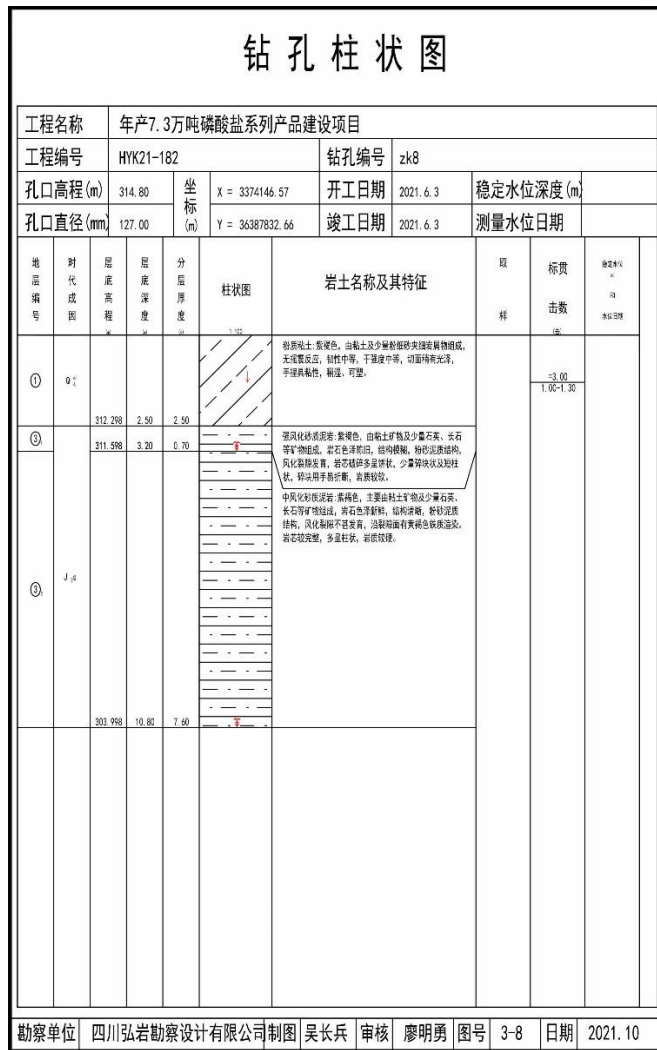 钻孔柱状图
工程名称 年产7.3万吨磷酸盐系列产品建设项目
工程编号 HYK21-182 钻孔编号 zk8
孔口高程(m) 314.80 坐标(m) X = 3374146.57 开工日期 2021.6.3 稳定水位深度(m)
孔口直径(mm) 127.00 Y = 36387832.66 竣工日期 2021.6.3 测量水位日期
地层编号 时代成因 层底高程 层底深度 分层厚度 柱状图 岩土名称及其特征 取样 标贯击数 稳定水位 和 水位日期
1:100
粉质粘土:紫褐色,由粘土及少量粉细砂夹细岩屑物组成,
无摇震反应,韧性中等,干强度中等,切面稍有光泽,
手捏具粘性,稍湿、可塑。
① Q 312.298 2.50 2.50
=3.00
1.00-1.30
③ 311.598 3.20 0.70
强风化砂质泥岩:紫褐色,由粘土矿物及少量石英、长石
等矿物组成,岩石色泽陈旧,结构模糊,粉砂泥质结构,
风化裂隙发育,岩芯破碎多呈饼状,少量碎块状及短柱
状,碎块用手易折断,岩质较软。
中风化砂质泥岩:紫褐色,主要由粘土矿物及少量石英、
长石等矿物组成,岩石色泽新鲜,结构清晰,粉砂泥质
结构,风化裂隙不甚发育,沿裂隙面有黄褐色铁质渲染。
岩芯较完整,多呈柱状,岩质较硬。
③ J 303.998 10.80 7.60
勘察单位 四川弘岩勘察设计有限公司 制图 吴长兵 审核 廖明勇 图号 3-8 日期 2021.10